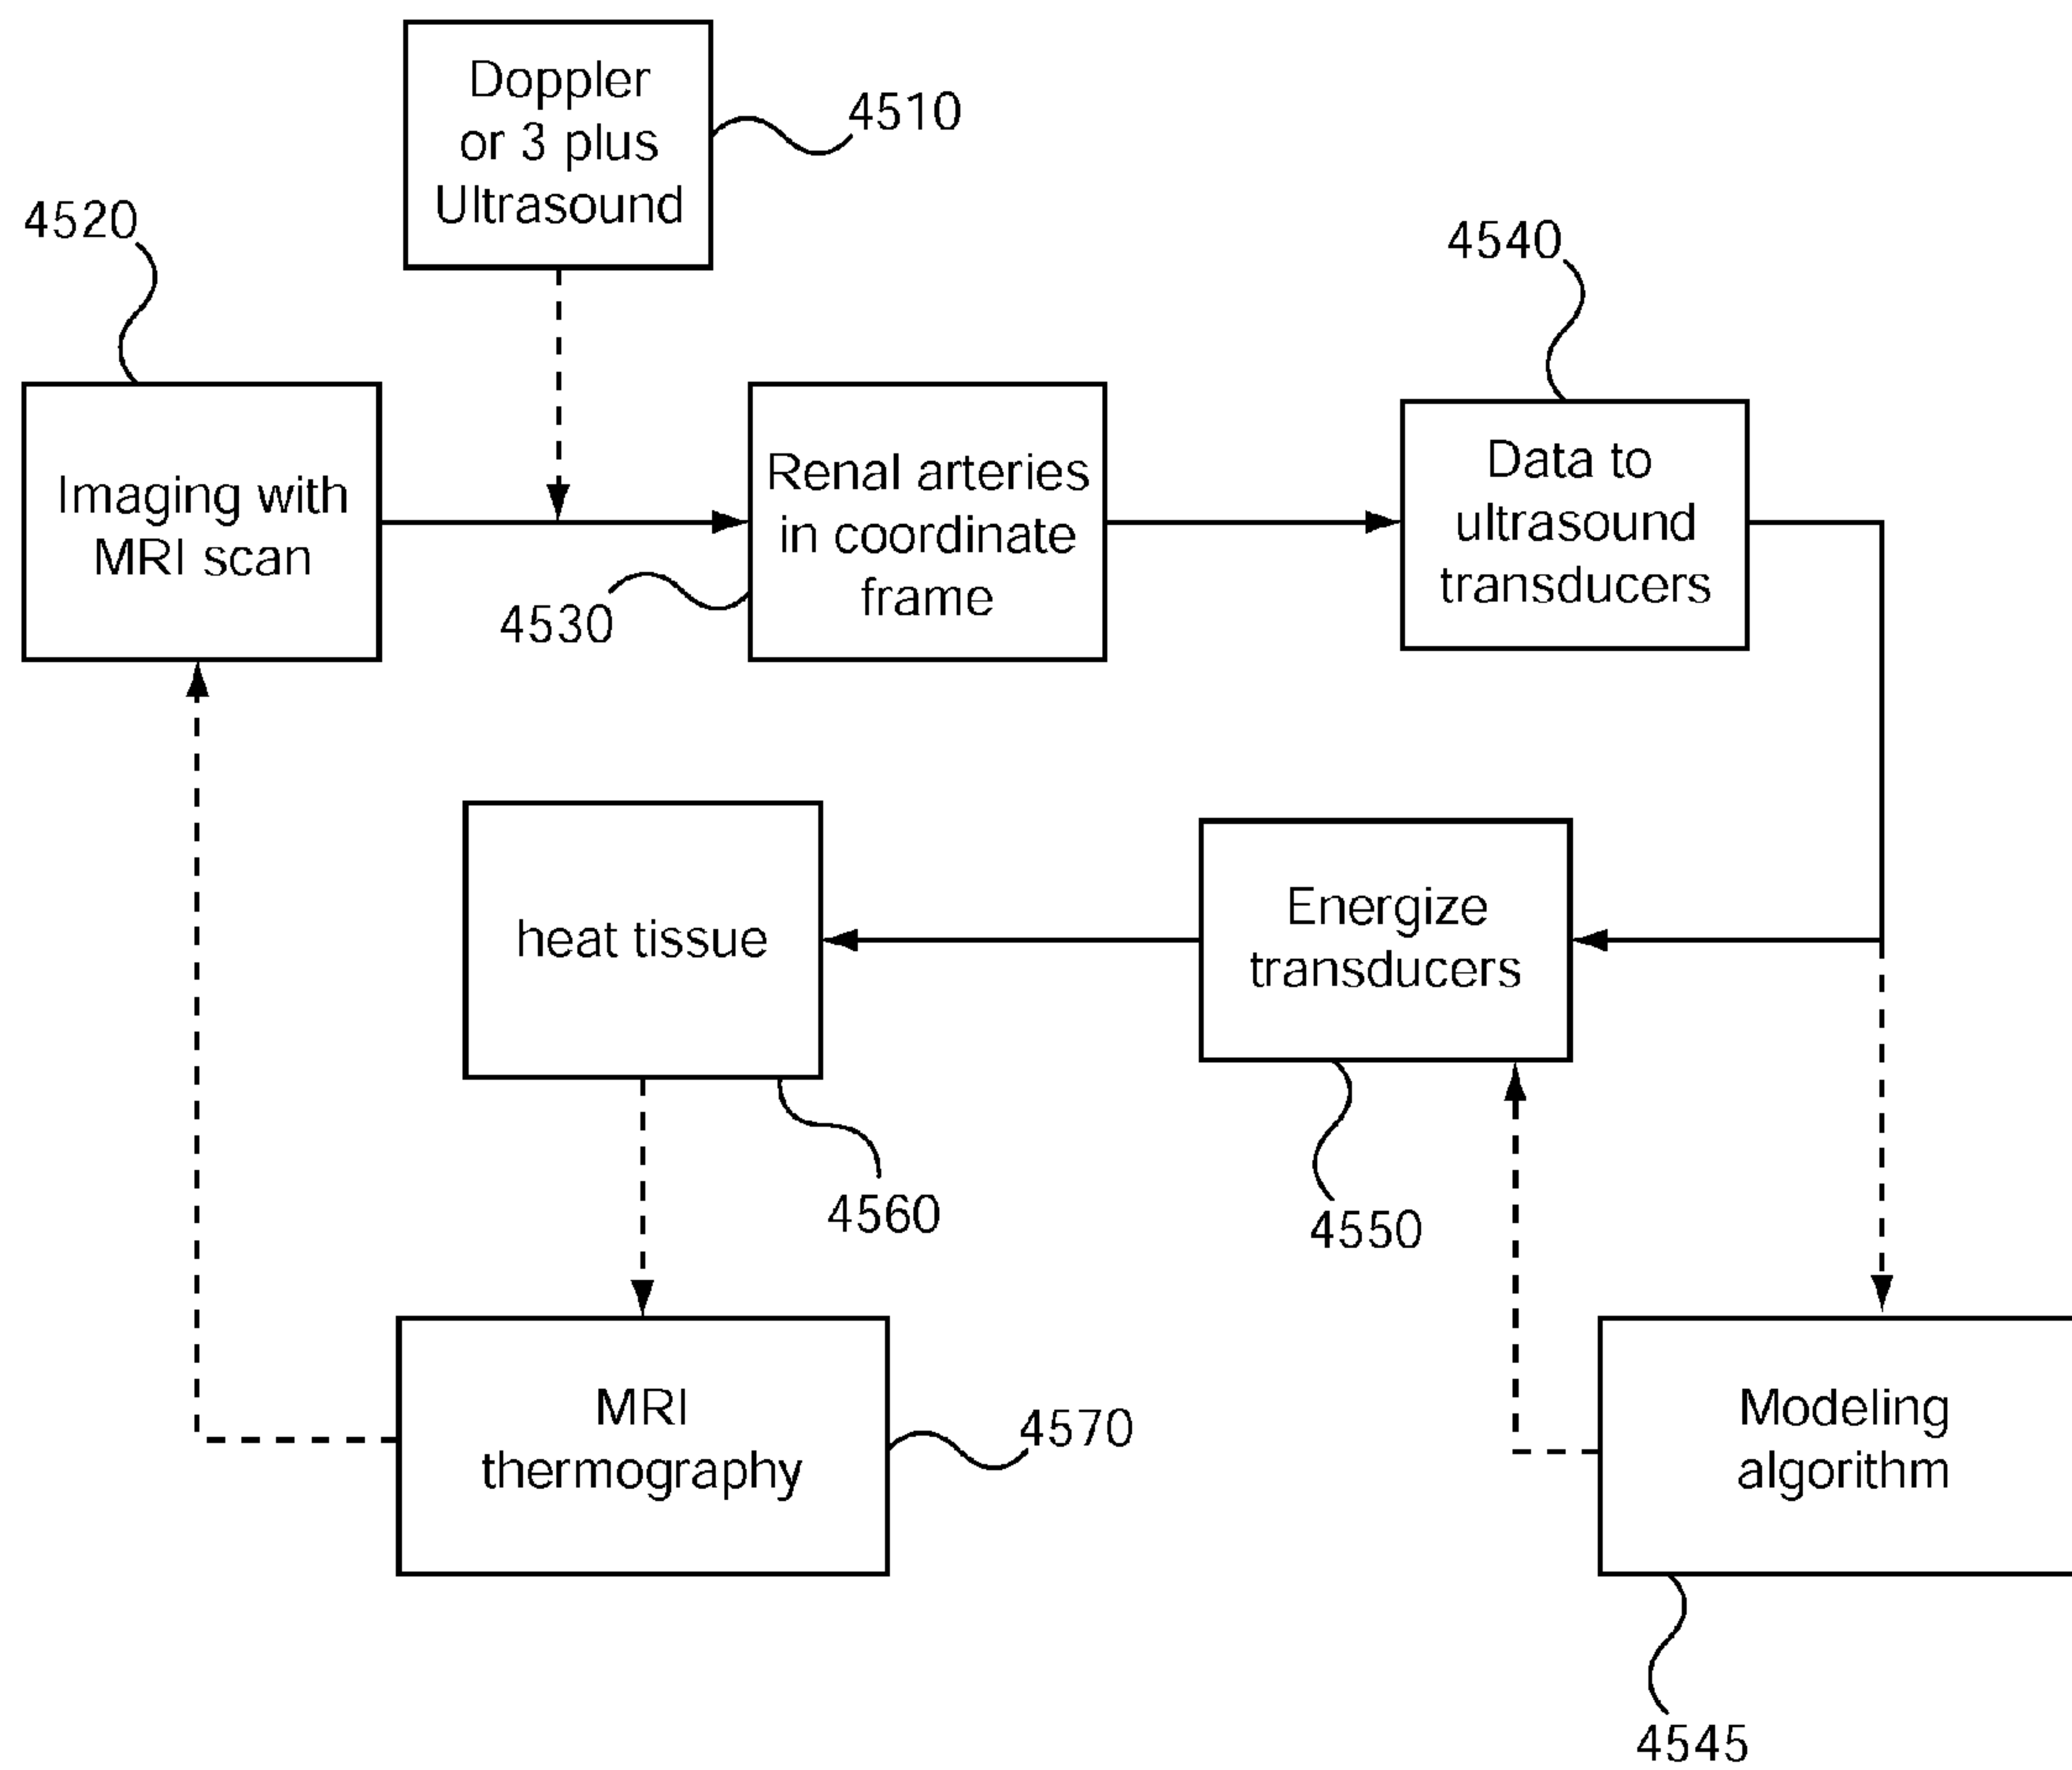 Doppler
or 3 plus
Ultrasound
4510
4520
4540
Imaging with
MRI scan
Renal arteries
in coordinate
frame
4530
Data to
ultrasound
transducers
heat tissue
Energize
transducers
4560
4550
MRI
thermography
4570
Modeling
algorithm
4545